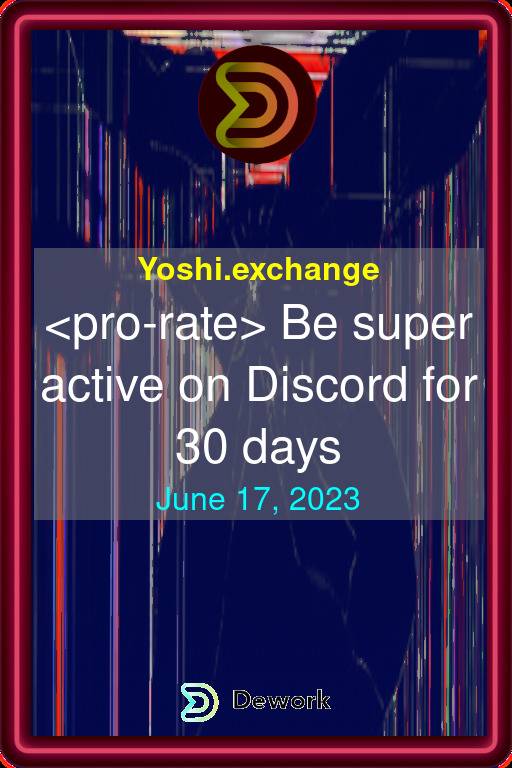 Yoshi.exchange
<pro-rate> Be super
active on Discord for
30 days
June 17, 2023
Dework